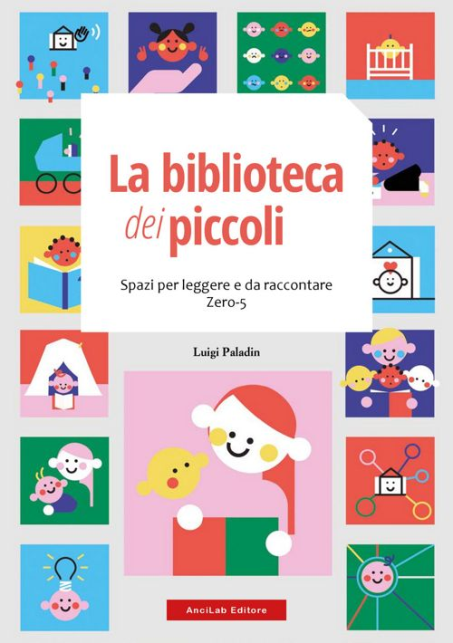 La biblioteca
dei piccoli
Spazi per leggere e da raccontare
Zero-5
Luigi Paladin
AnciLab Editore